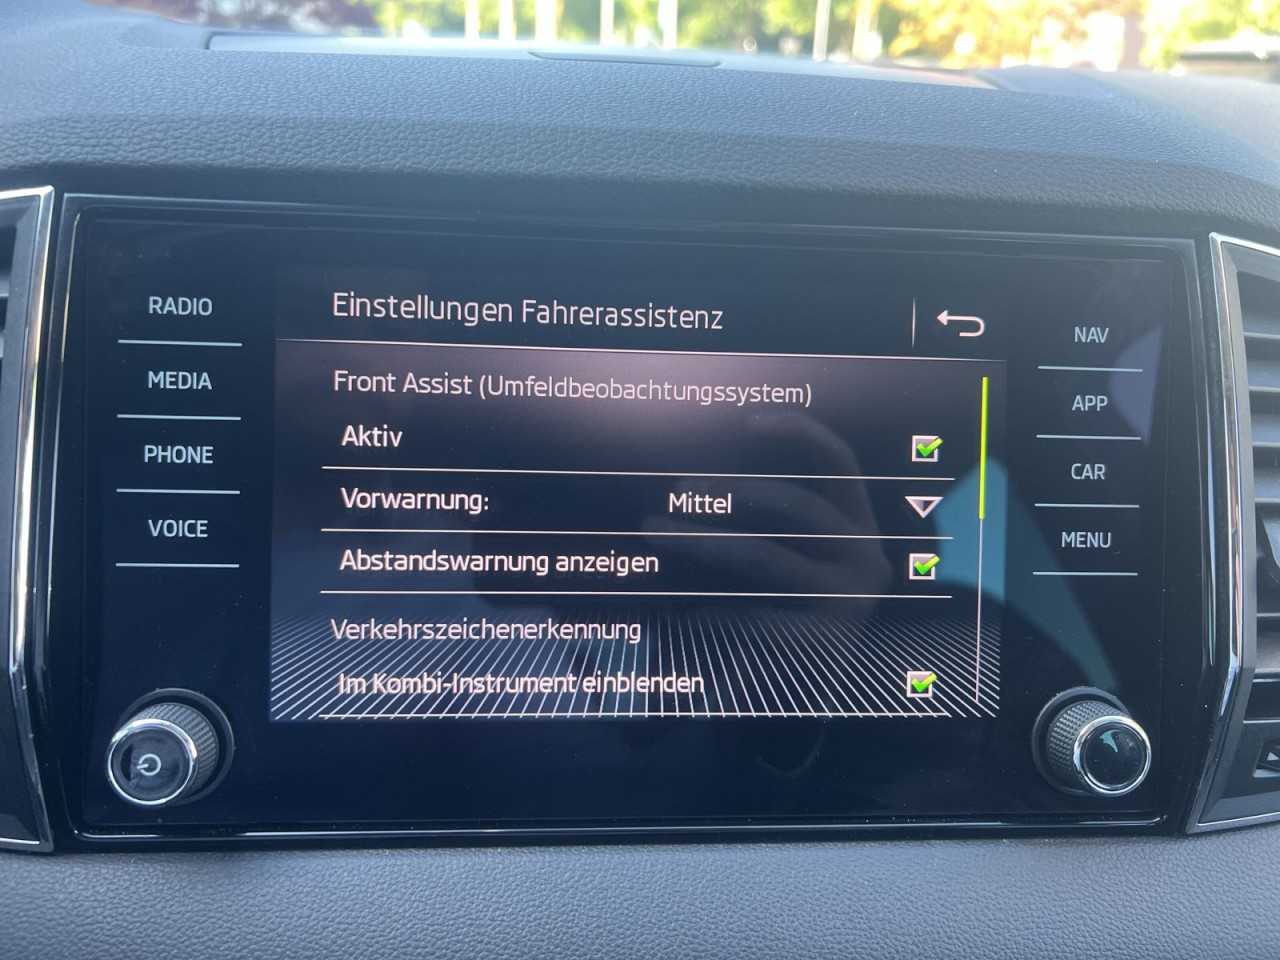 RADIO
MEDIA
PHONE
VOICE
Einstellungen Fahrerassistenz
Front Assist (Umfeldbeobachtungssystem)
Aktiv
Vorwarnung: Mittel
Abstandswarnung anzeigen
Verkehrszeichenerkennung
Im Kombi-Instrument einblenden
NAV
APP
CAR
MENU